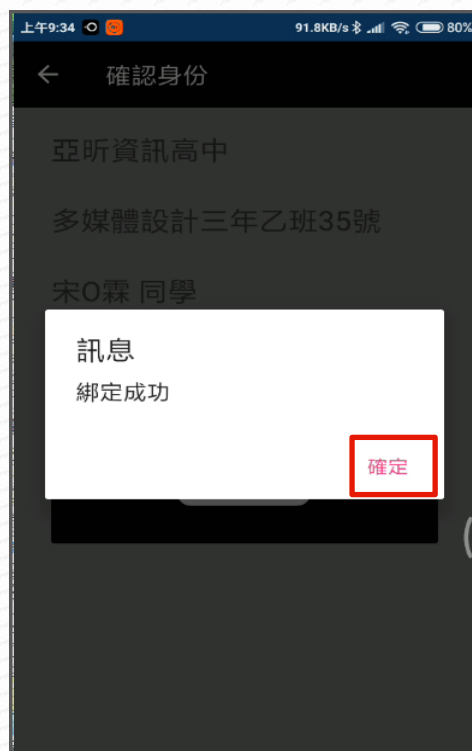 上午9:34 91.8KB/s 80%
確認身份
亞昕資訊高中
多媒體設計三年乙班35號
宋O霖 同學
訊息
綁定成功
確定